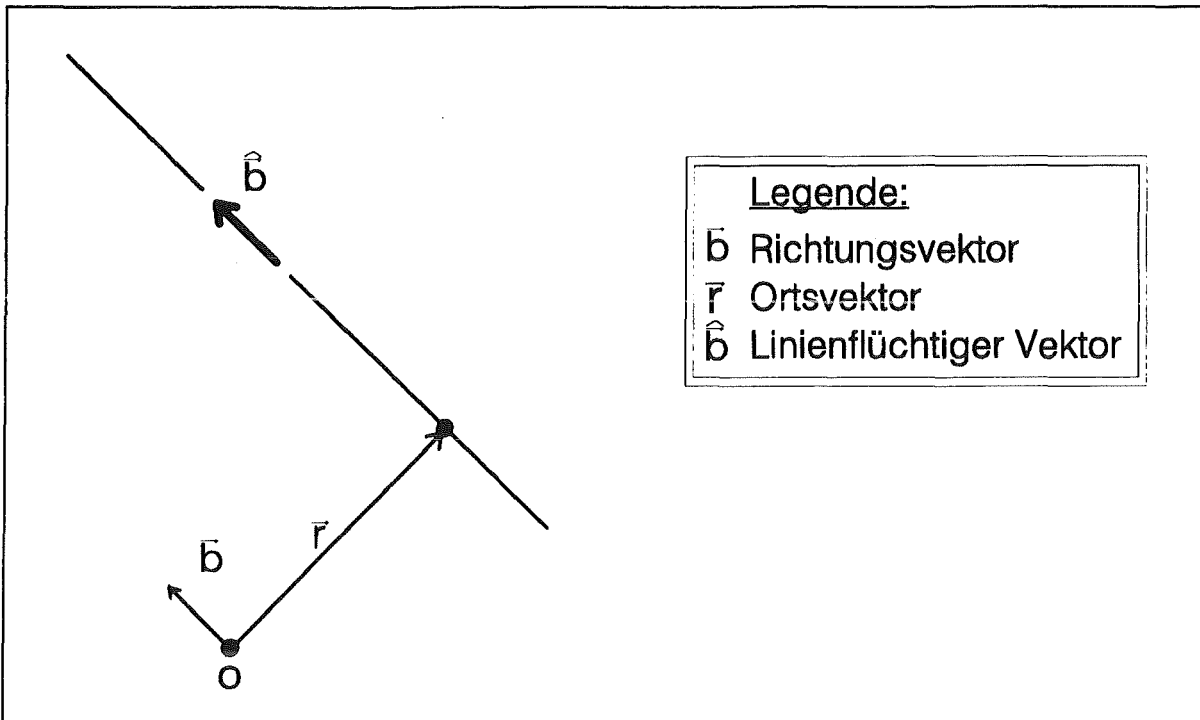 b̂
Legende:
b̄ Richtungsvektor
r̄ Ortsvektor
b̂ Linienflüchtiger Vektor
r̄
b̄
O